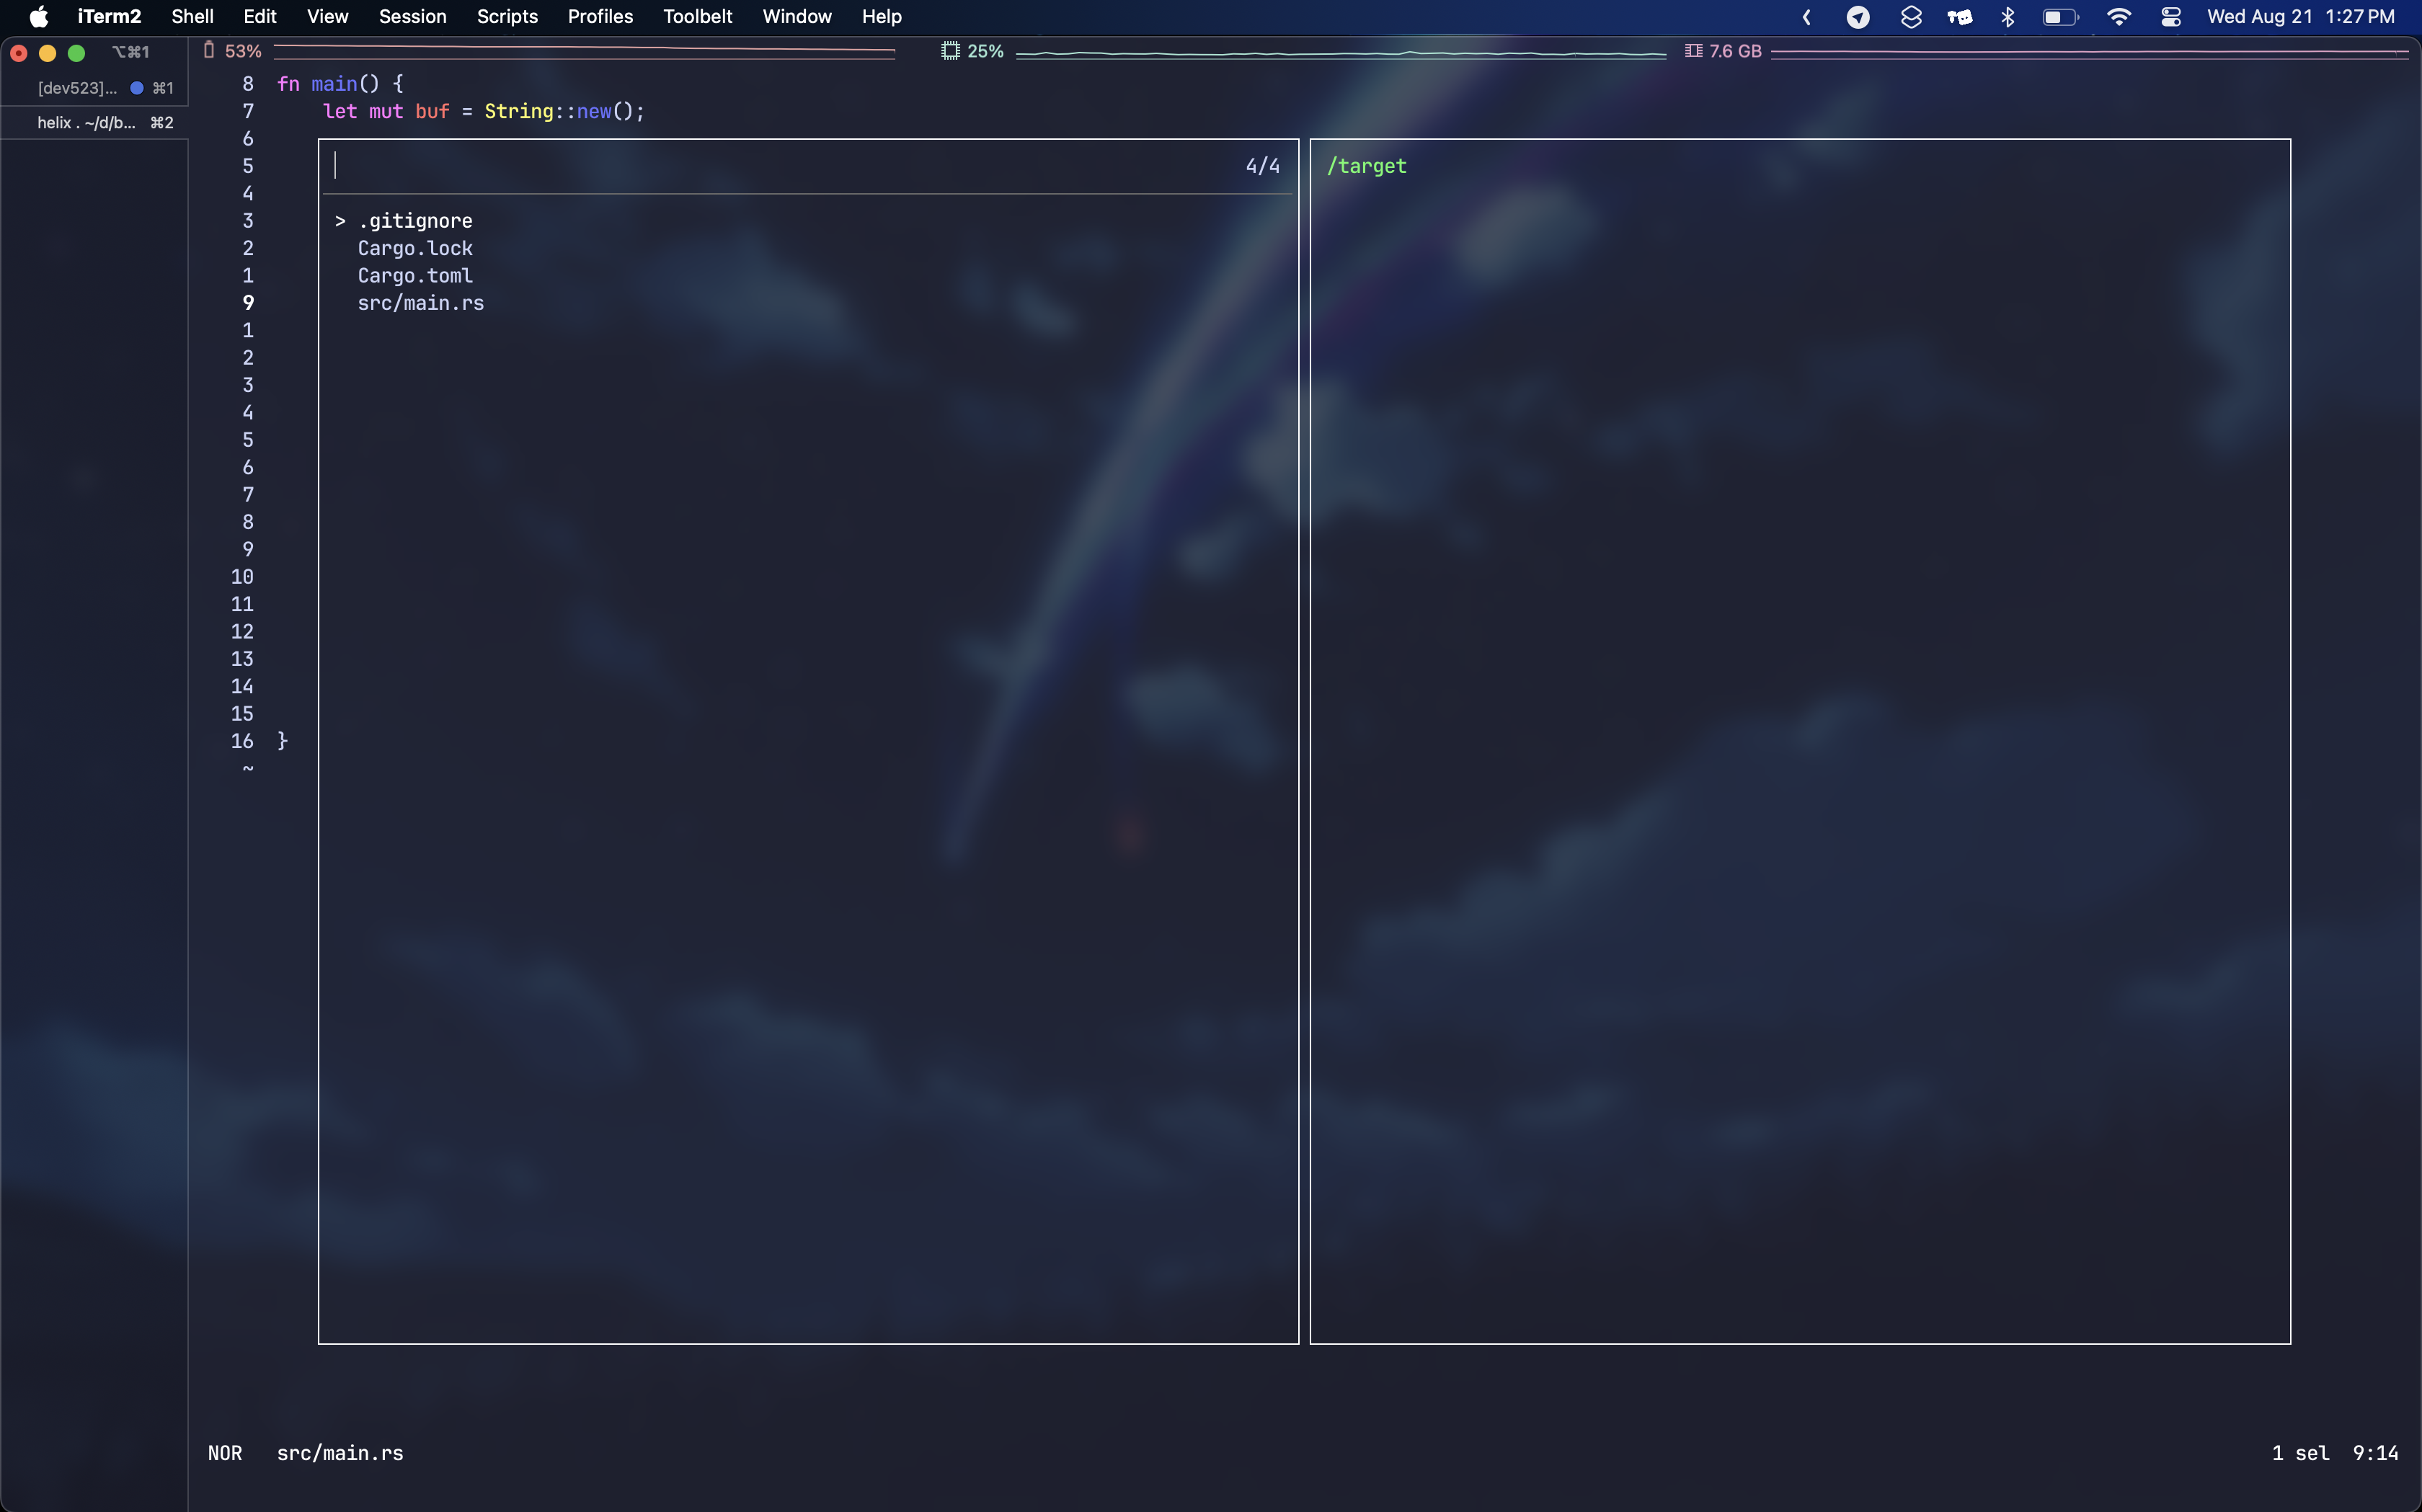 iTerm2 Shell Edit View Session Scripts Profiles Toolbelt Window Help Wed Aug 21 1:27 PM
⌥⌘1 53% 25% 7.6 GB
[dev523]... ⌘1
helix . ~/d/b... ⌘2
8 fn main() {
7 let mut buf = String::new();
6
5 4/4 /target
4
3 > .gitignore
2 Cargo.lock
1 Cargo.toml
9 src/main.rs
1
2
3
4
5
6
7
8
9
10
11
12
13
14
15
16 }
~
NOR src/main.rs 1 sel 9:14